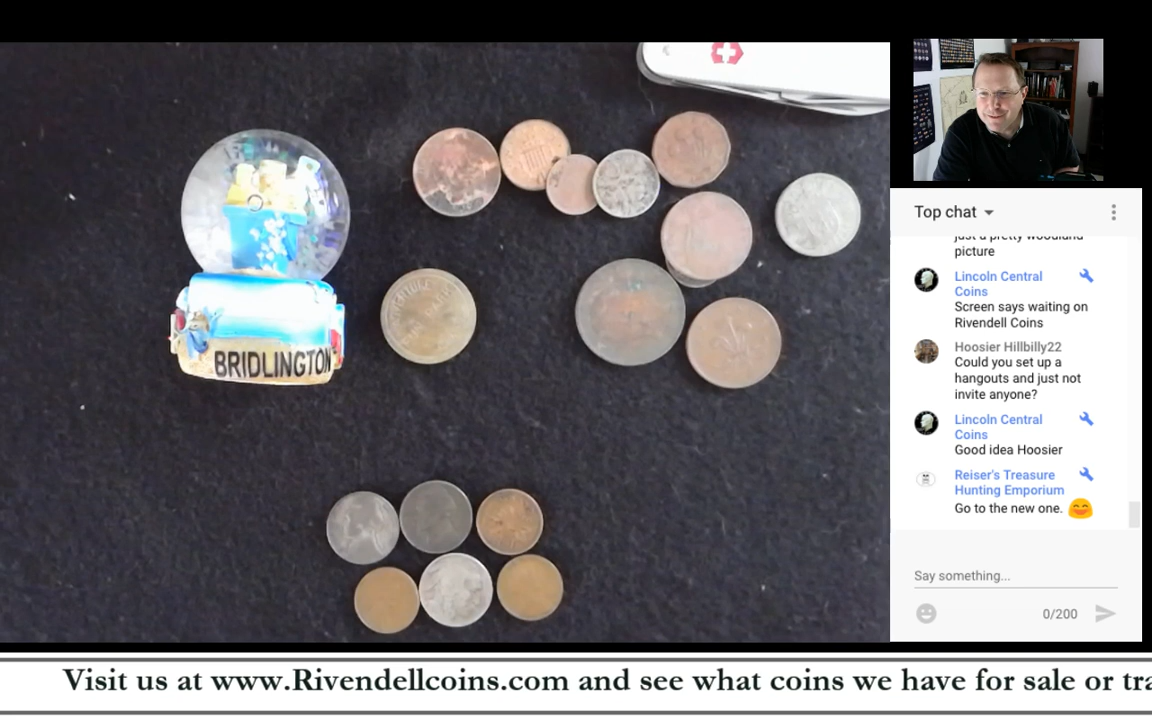 BRIDLINGTON
Top chat
just a pretty woodland
picture
Lincoln Central
Coins
Screen says waiting on
Rivendell Coins
Hoosier Hillbilly22
Could you set up a
hangouts and just not
invite anyone?
Lincoln Central
Coins
Good idea Hoosier
Reiser's Treasure
Hunting Emporium
Go to the new one.
Say something...
0/200
Visit us at www.Rivendellcoins.com and see what coins we have for sale or tra